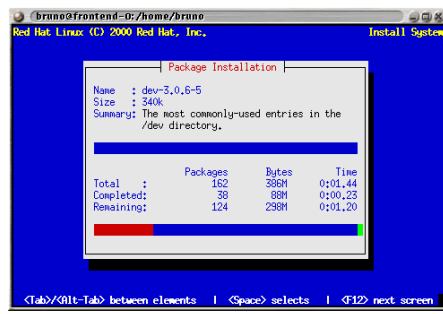 bruno@frontend-0:/home/bruno
Red Hat Linux (C) 2000 Red Hat, Inc. Install System
Package Installation
Name : dev-3.0.6-5
Size : 340k
Summary: The most commonly-used entries in the
/dev directory.
Packages Bytes Time
Total : 162 386M 0:01.44
Completed: 38 88M 0:00.23
Remaining: 124 298M 0:01.20
<Tab>/<Alt-Tab> between elements | <Space> selects | <F12> next screen